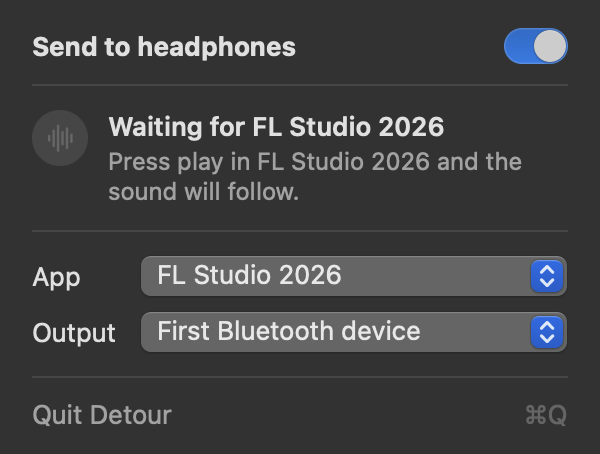 Send to headphones
Waiting for FL Studio 2026
Press play in FL Studio 2026 and the
sound will follow.
App FL Studio 2026
Output First Bluetooth device
Quit Detour ⌘Q